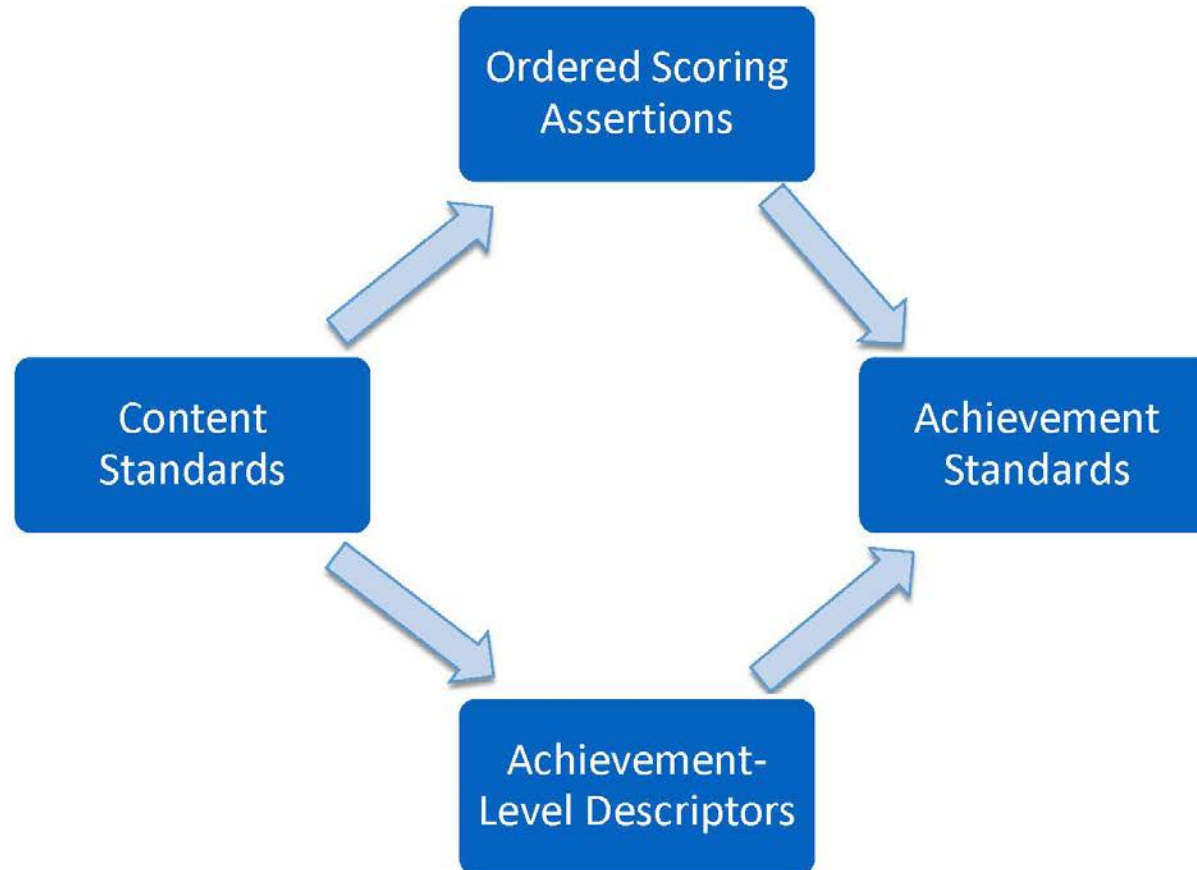 Ordered Scoring
Assertions
Content
Standards
Achievement
Standards
Achievement-
Level Descriptors